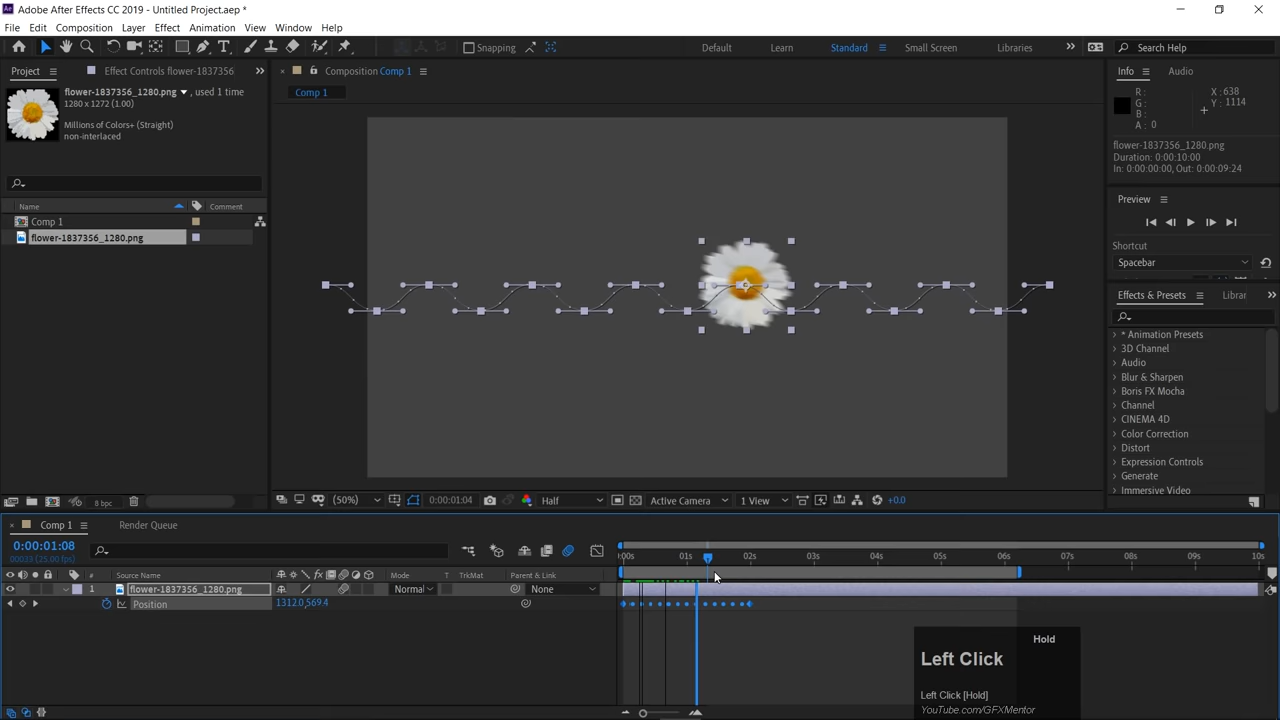 Adobe After Effects CC 2019 - Untitled Project.aep *
File Edit Composition Layer Effect Animation View Window Help
Snapping
Default Learn Standard Small Screen Libraries
Search Help
Project Effect Controls flower-1837356
Composition Comp 1
Info Audio
flower-1837356_1280.png , used 1 time
1280 x 1272 (1.00)
Millions of Colors+ (Straight)
non-interlaced
Comp 1
R:
G:
B:
A: 0
X: 638
Y: 1114
flower-1837356_1280.png
Duration: 0:00:10:00
In: 0:00:00:00, Out: 0:00:09:24
Preview
Name Comment
Comp 1
flower-1837356_1280.png
Shortcut
Spacebar
Effects & Presets Librar
* Animation Presets
3D Channel
Audio
Blur & Sharpen
Boris FX Mocha
Channel
CINEMA 4D
Color Correction
Distort
Expression Controls
Generate
Immersive Video
8 bpc
(50%) 0:00:01:04 Half Active Camera 1 View +0.0
Comp 1 Render Queue
0:00:01:08
00033 (25.00 fps)
# Source Name Mode T TrkMat Parent & Link
:00s 01s 02s 03s 04s 05s 06s 07s 08s 09s 10s
1 flower-1837356_1280.png Normal None
Position 1312.0,569.4
Hold
Left Click
Left Click [Hold]
YouTube.com/GFXMentor